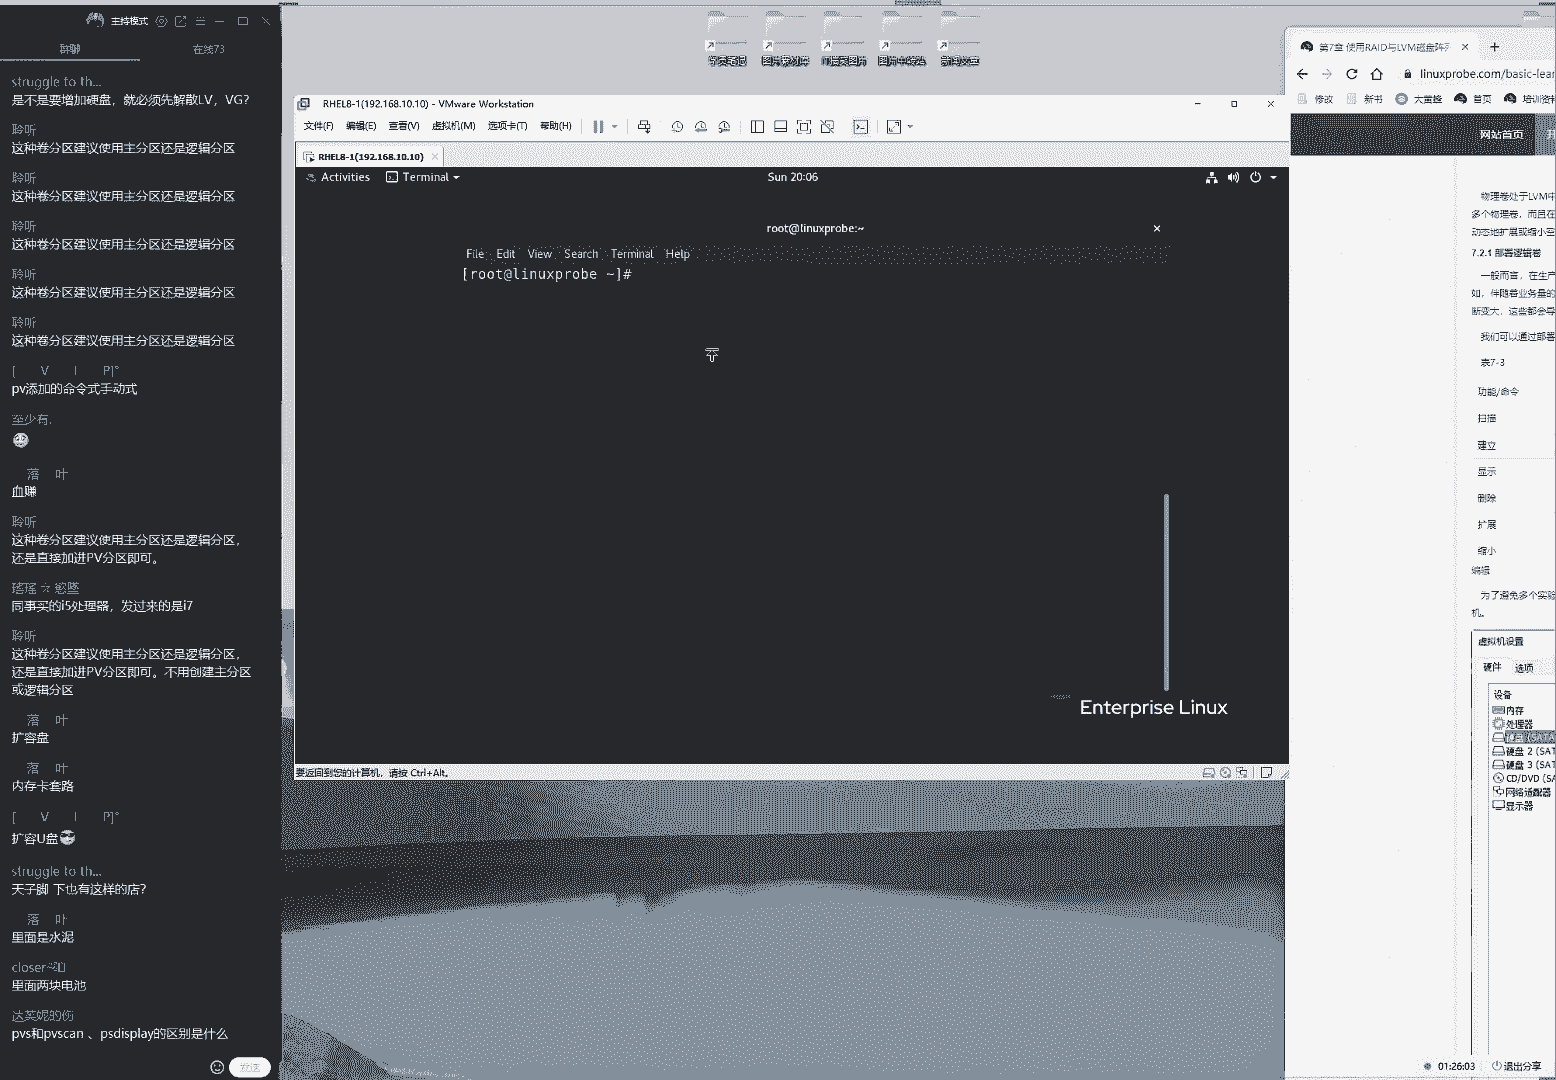 主持模式
群聊
在线73
struggle to th...
是不是要增加硬盘，就必须先解散LV，VG?
聆听
这种卷分区建议使用主分区还是逻辑分区
聆听
这种卷分区建议使用主分区还是逻辑分区
聆听
这种卷分区建议使用主分区还是逻辑分区
聆听
这种卷分区建议使用主分区还是逻辑分区
聆听
这种卷分区建议使用主分区还是逻辑分区
[ V I P]°
pv添加的命令式手动式
至少有.
落 叶
血赚
聆听
这种卷分区建议使用主分区还是逻辑分区，
还是直接加进PV分区即可。
同事买的i5处理器，发过来的是i7
聆听
这种卷分区建议使用主分区还是逻辑分区，
还是直接加进PV分区即可。不用创建主分区
或逻辑分区
落 叶
扩容盘
落 叶
内存卡套路
[ V I P]°
扩容U盘
struggle to th...
天子脚 下也有这样的店?
落 叶
里面是水泥
里面两块电池
达芙妮的伤
pvs和pvscan 、psdisplay的区别是什么
发送
RHEL8-1(192.168.10.10) - VMware Workstation
文件(F) 编辑(E) 查看(V) 虚拟机(M) 选项卡(T) 帮助(H)
RHEL8-1(192.168.10.10)
Activities Terminal Sun 20:06
root@linuxprobe:~
File Edit View Search Terminal Help
[root@linuxprobe ~]#
Enterprise Linux
要返回到您的计算机，请按 Ctrl+Alt。
第7章 使用RAID与LVM磁盘阵列
linuxprobe.com/basic-lear
修改 新书 首页
网站首页
物理卷处于LVM中
多个物理卷，而且在
动态地扩展或缩小空
7.2.1 部署逻辑卷
一般而言，在生产
如，伴随着业务量的
断变大，这些都会导
我们可以通过部署
表7-3
功能/命令
扫描
建立
显示
删除
扩展
缩小
编辑
为了避免多个实验
机。
虚拟机设置
硬件 选项
设备
内存
处理器
硬盘 (SATA
硬盘 2 (SAT
硬盘 3 (SAT
CD/DVD (SA
网络适配器
显示器
01:26:03
退出分享